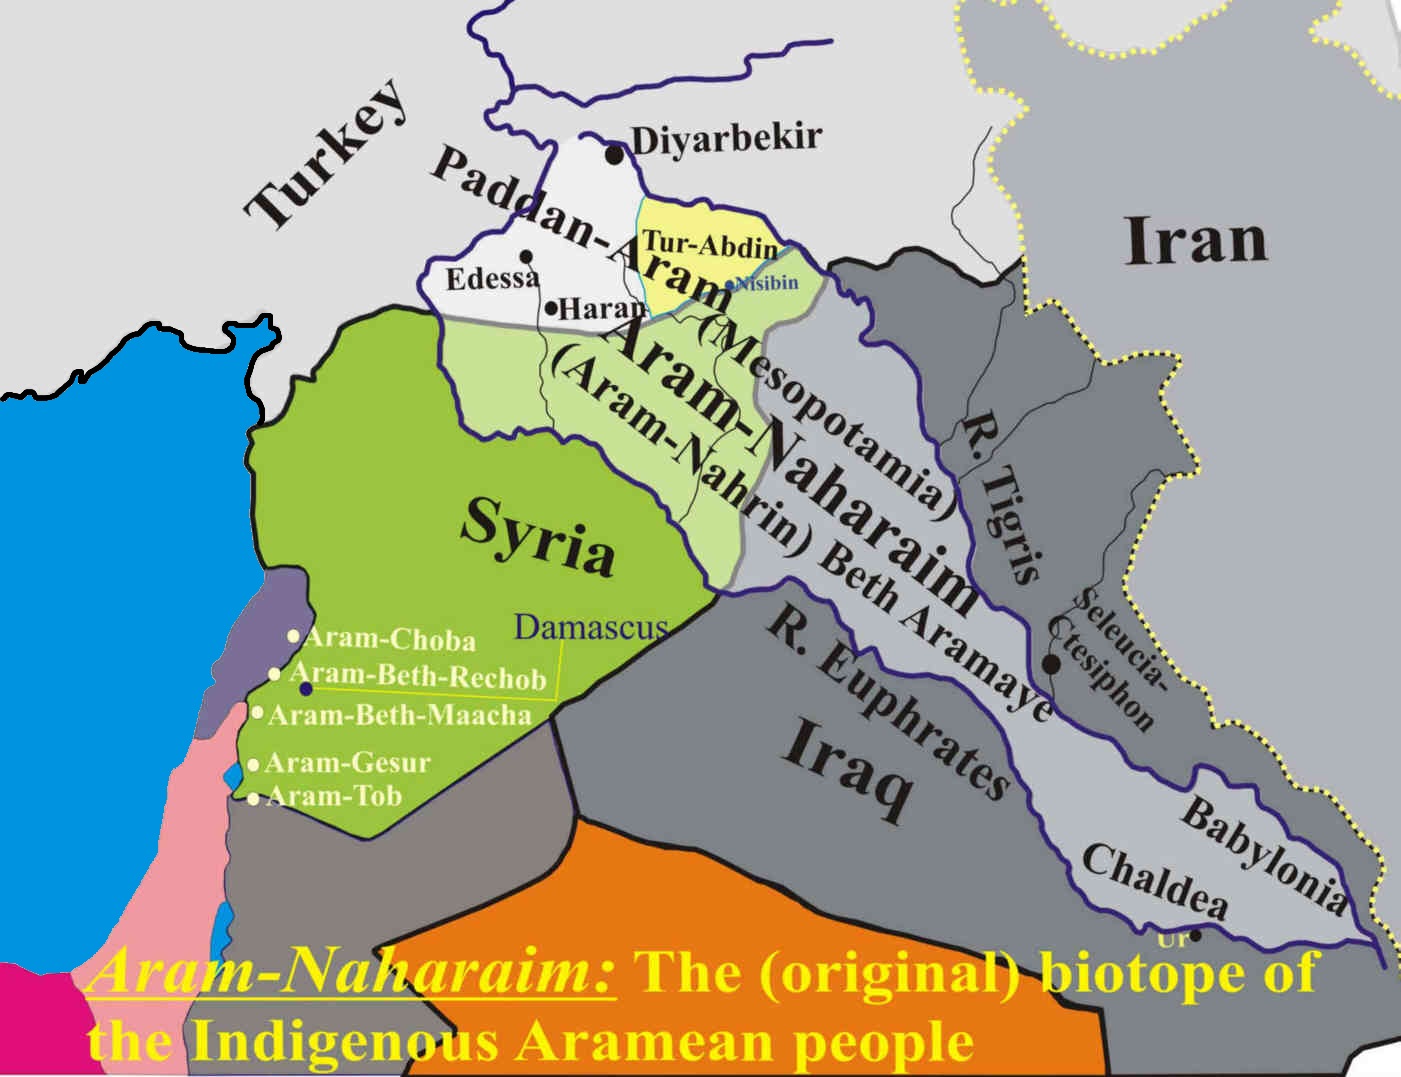 Turkey
Diyarbekir
Paddan-Aram
Tur-Abdin
Iran
Edessa
Nisibin
Haran
(Mesopotamia)
Aram-Naharaim
(Aram-Nahrin) Beth Aramaye
R. Tigris
Syria
Seleucia-
Ctesiphon
Damascus
Aram-Choba
Aram-Beth-Rechob
Aram-Beth-Maacha
Aram-Gesur
Aram-Tob
R. Euphrates
Iraq
Babylonia
Chaldea
Ur
Aram-Naharaim: The (original) biotope of
the Indigenous Aramean people